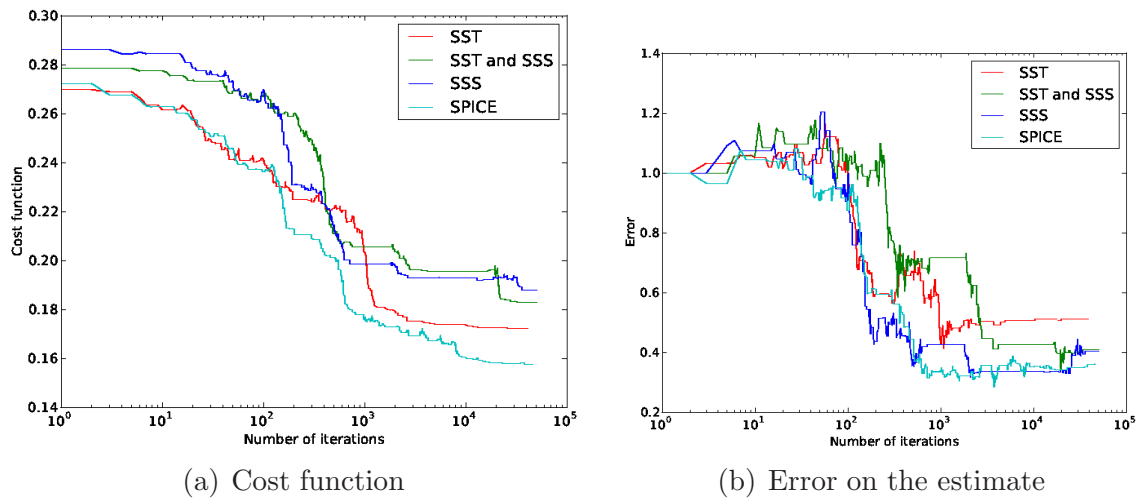 0.30
0.28
0.26
0.24
0.22
0.20
0.18
0.16
0.14
Cost function
10^0
10^1
10^2
10^3
10^4
10^5
Number of iterations
SST
SST and SSS
SSS
SPICE
(a) Cost function
1.4
1.2
1.0
0.8
0.6
0.4
0.2
Error
10^0
10^1
10^2
10^3
10^4
10^5
Number of iterations
SST
SST and SSS
SSS
SPICE
(b) Error on the estimate